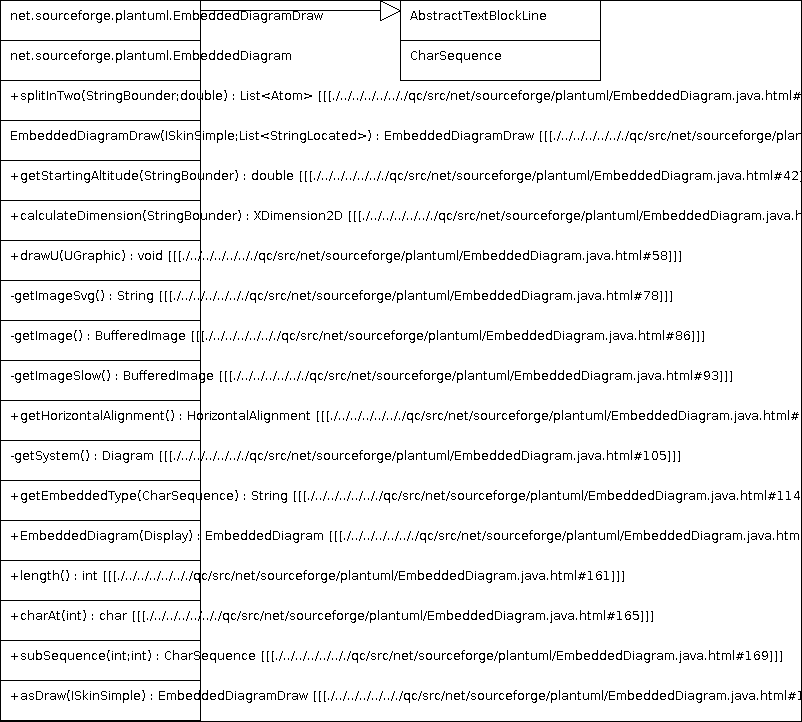 net.sourceforge.plantuml.EmbeddedDiagramDraw
AbstractTextBlockLine
net.sourceforge.plantuml.EmbeddedDiagram
CharSequence
+splitInTwo(StringBounder;double) : List<Atom> [[[./../../../../../../qc/src/net/sourceforge/plantuml/EmbeddedDiagram.java.html#
EmbeddedDiagramDraw(ISkinSimple;List<StringLocated>) : EmbeddedDiagramDraw [[[./../../../../../../qc/src/net/sourceforge/plan
+getStartingAltitude(StringBounder) : double [[[./../../../../../../qc/src/net/sourceforge/plantuml/EmbeddedDiagram.java.html#42]
+calculateDimension(StringBounder) : XDimension2D [[[./../../../../../../qc/src/net/sourceforge/plantuml/EmbeddedDiagram.java.h
+drawU(UGraphic) : void [[[./../../../../../../qc/src/net/sourceforge/plantuml/EmbeddedDiagram.java.html#58]]]
-getImageSvg() : String [[[./../../../../../../qc/src/net/sourceforge/plantuml/EmbeddedDiagram.java.html#78]]]
-getImage() : BufferedImage [[[./../../../../../../qc/src/net/sourceforge/plantuml/EmbeddedDiagram.java.html#86]]]
-getImageSlow() : BufferedImage [[[./../../../../../../qc/src/net/sourceforge/plantuml/EmbeddedDiagram.java.html#93]]]
+getHorizontalAlignment() : HorizontalAlignment [[[./../../../../../../qc/src/net/sourceforge/plantuml/EmbeddedDiagram.java.html#
-getSystem() : Diagram [[[./../../../../../../qc/src/net/sourceforge/plantuml/EmbeddedDiagram.java.html#105]]]
+getEmbeddedType(CharSequence) : String [[[./../../../../../../qc/src/net/sourceforge/plantuml/EmbeddedDiagram.java.html#114
+EmbeddedDiagram(Display) : EmbeddedDiagram [[[./../../../../../../qc/src/net/sourceforge/plantuml/EmbeddedDiagram.java.htm
+length() : int [[[./../../../../../../qc/src/net/sourceforge/plantuml/EmbeddedDiagram.java.html#161]]]
+charAt(int) : char [[[./../../../../../../qc/src/net/sourceforge/plantuml/EmbeddedDiagram.java.html#165]]]
+subSequence(int;int) : CharSequence [[[./../../../../../../qc/src/net/sourceforge/plantuml/EmbeddedDiagram.java.html#169]]]
+asDraw(ISkinSimple) : EmbeddedDiagramDraw [[[./../../../../../../qc/src/net/sourceforge/plantuml/EmbeddedDiagram.java.html#1